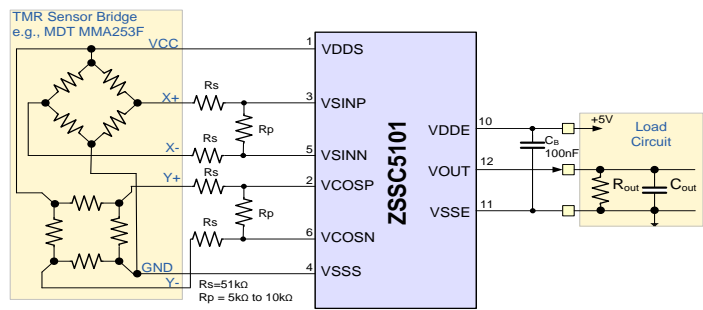 TMR Sensor Bridge
e.g., MDT MMA253F
VCC
X+
X-
Y+
GND
Y-
Rs
Rp
Rs
Rs
Rp
Rs
Rs=51kΩ
Rp = 5kΩ to 10kΩ
1
3
5
2
6
4
VDDS
VSINP
VSINN
VCOSP
VCOSN
VSSS
ZSSC5101
VDDE
VOUT
VSSE
10
12
11
CB
100nF
+5V
Load
Circuit
Rout
Cout